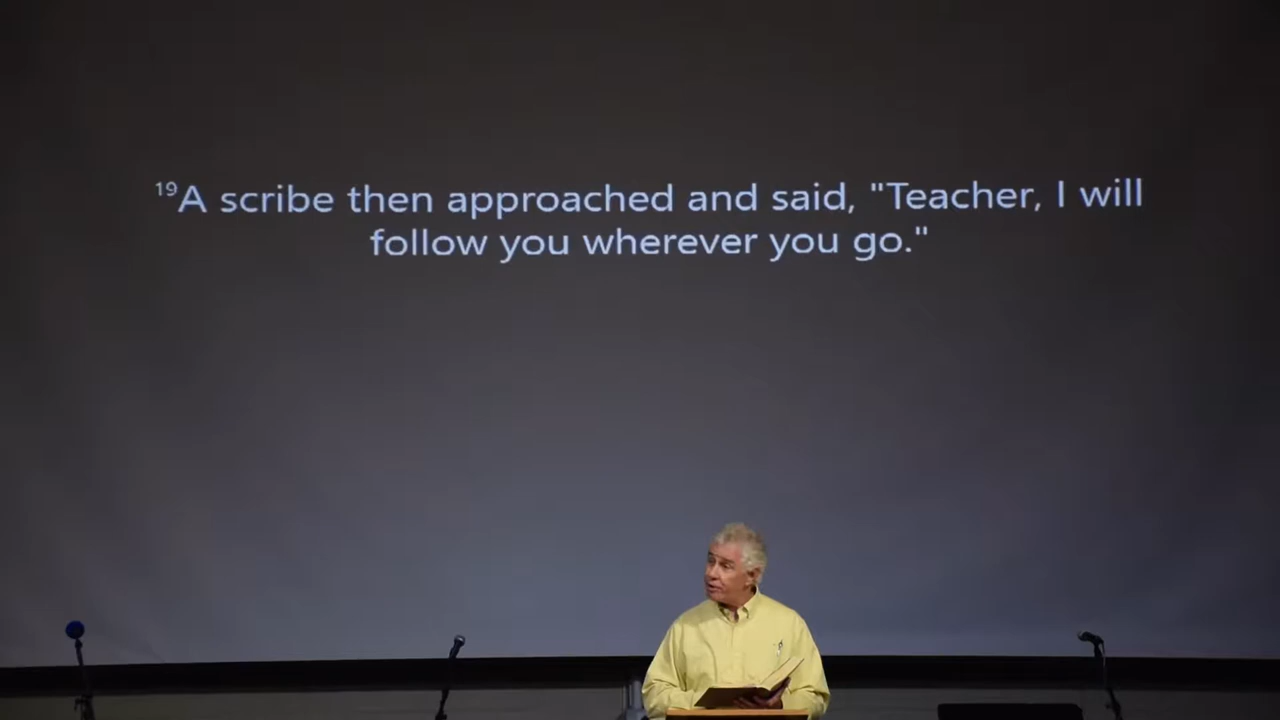 ¹⁹A scribe then approached and said, "Teacher, I will
follow you wherever you go."